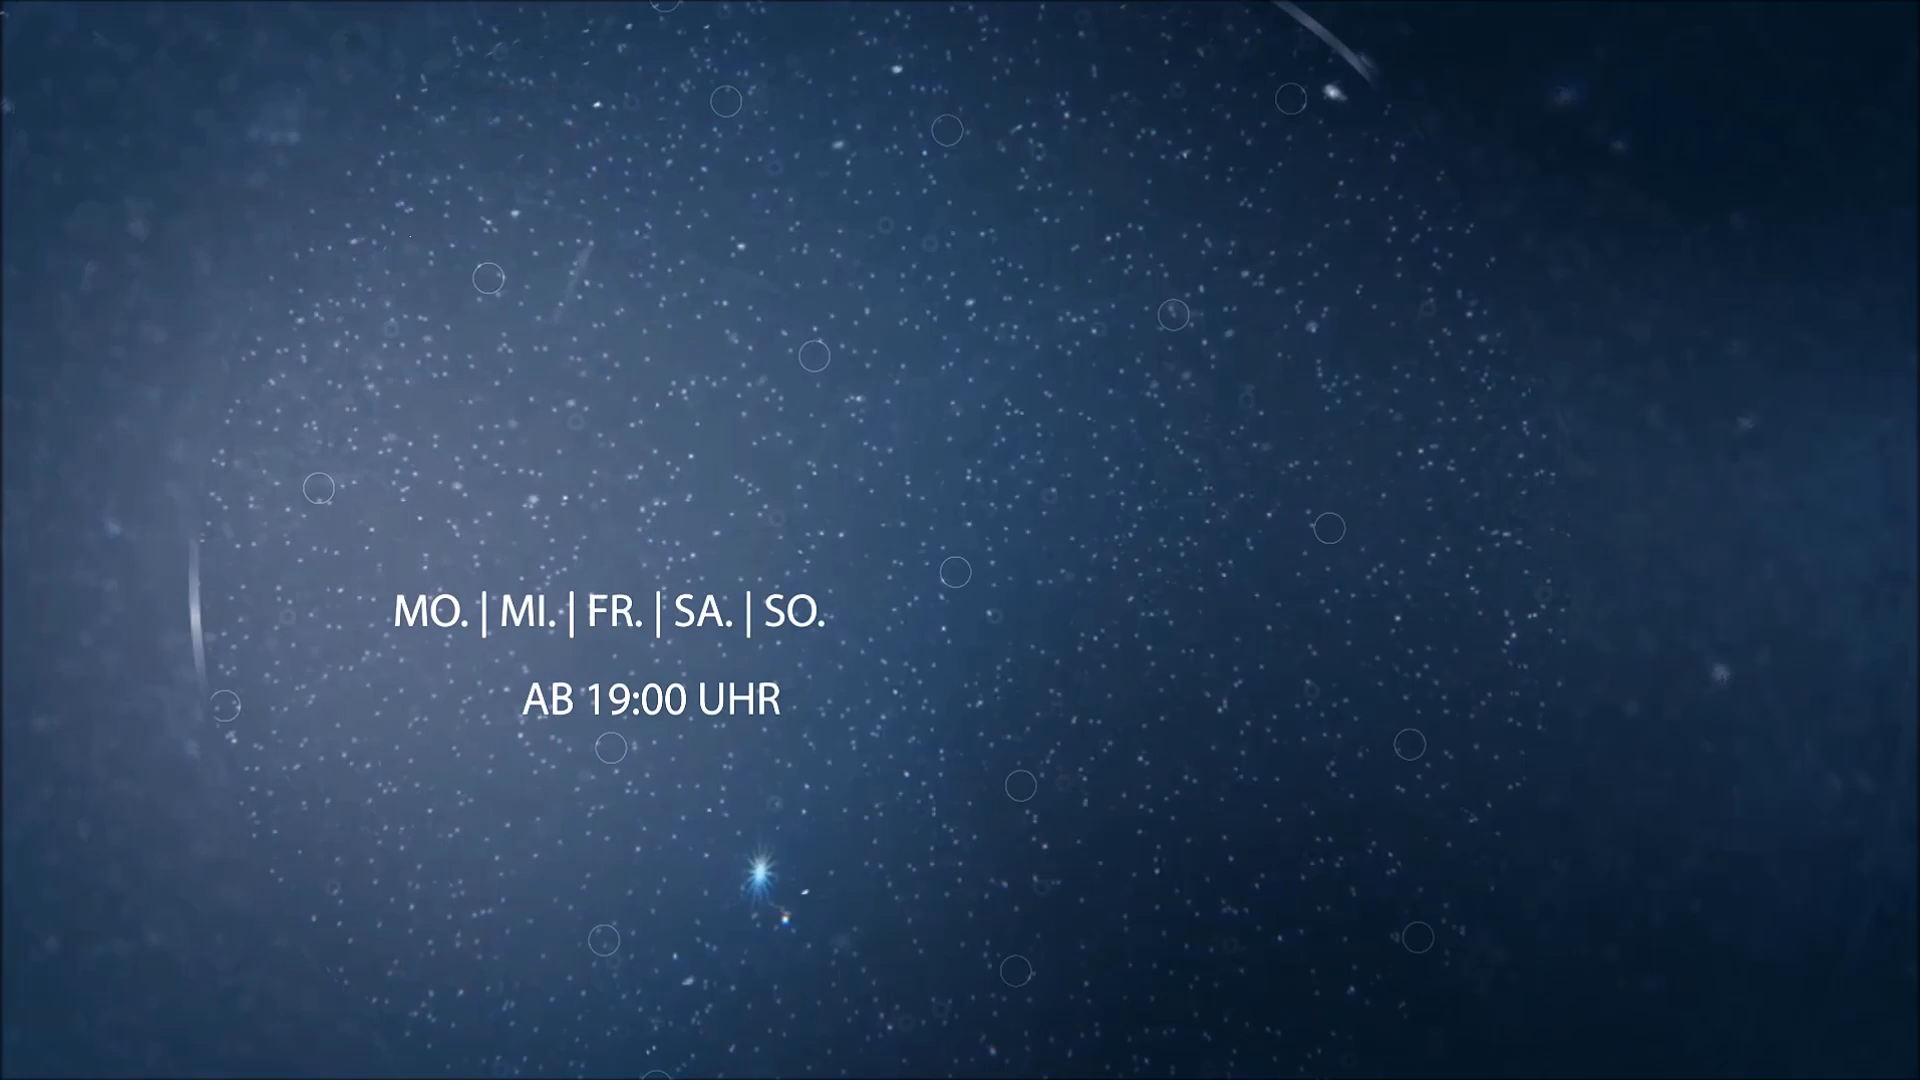 MO. | MI. | FR. | SA. | SO.
AB 19:00 UHR